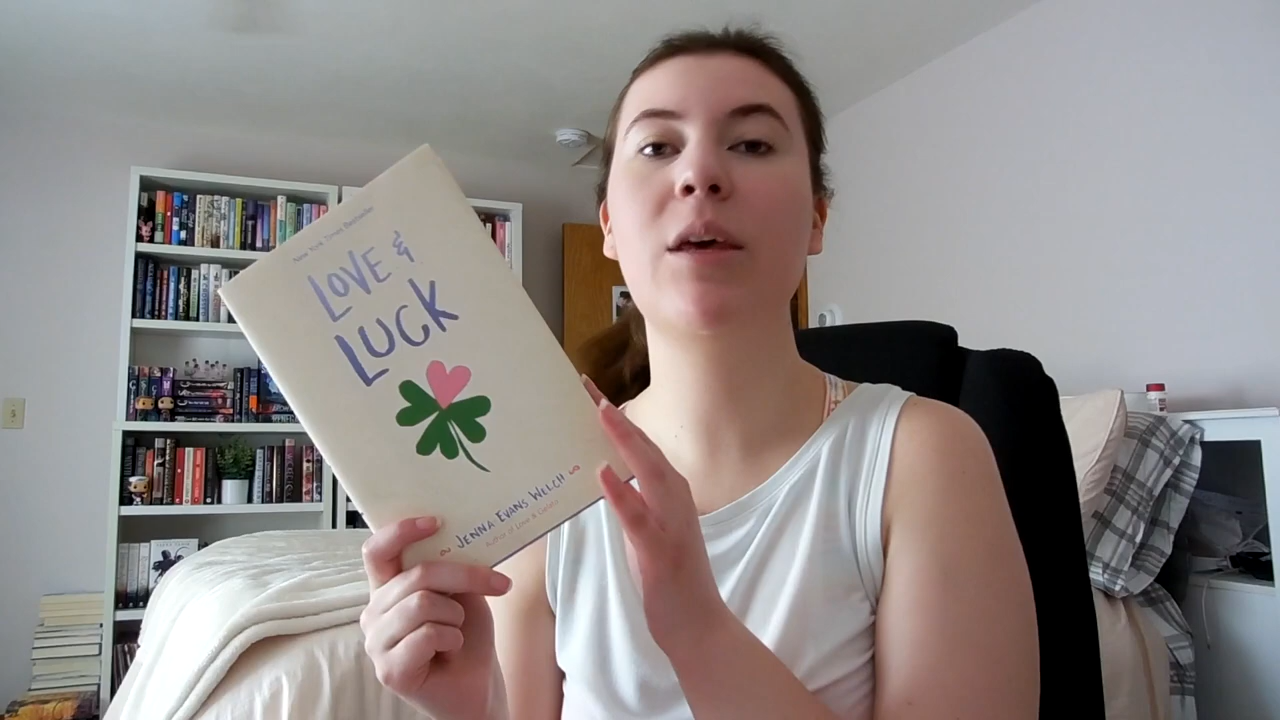 New York Times Bestseller
LOVE &
LUCK
JENNA EVANS WELCH
Author of Love & Gelato